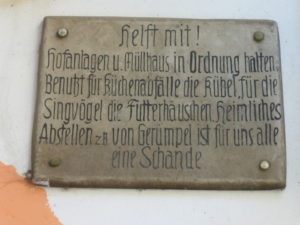 Helft mit!
Hofanlagen u. Müllhaus in Ordnung halten.
Benutzt für Küchenabfälle die Kübel, für die
Singvögel die Futterhäuschen. Heimliches
Abstellen z.B. von Gerümpel ist für uns alle
eine Schande.